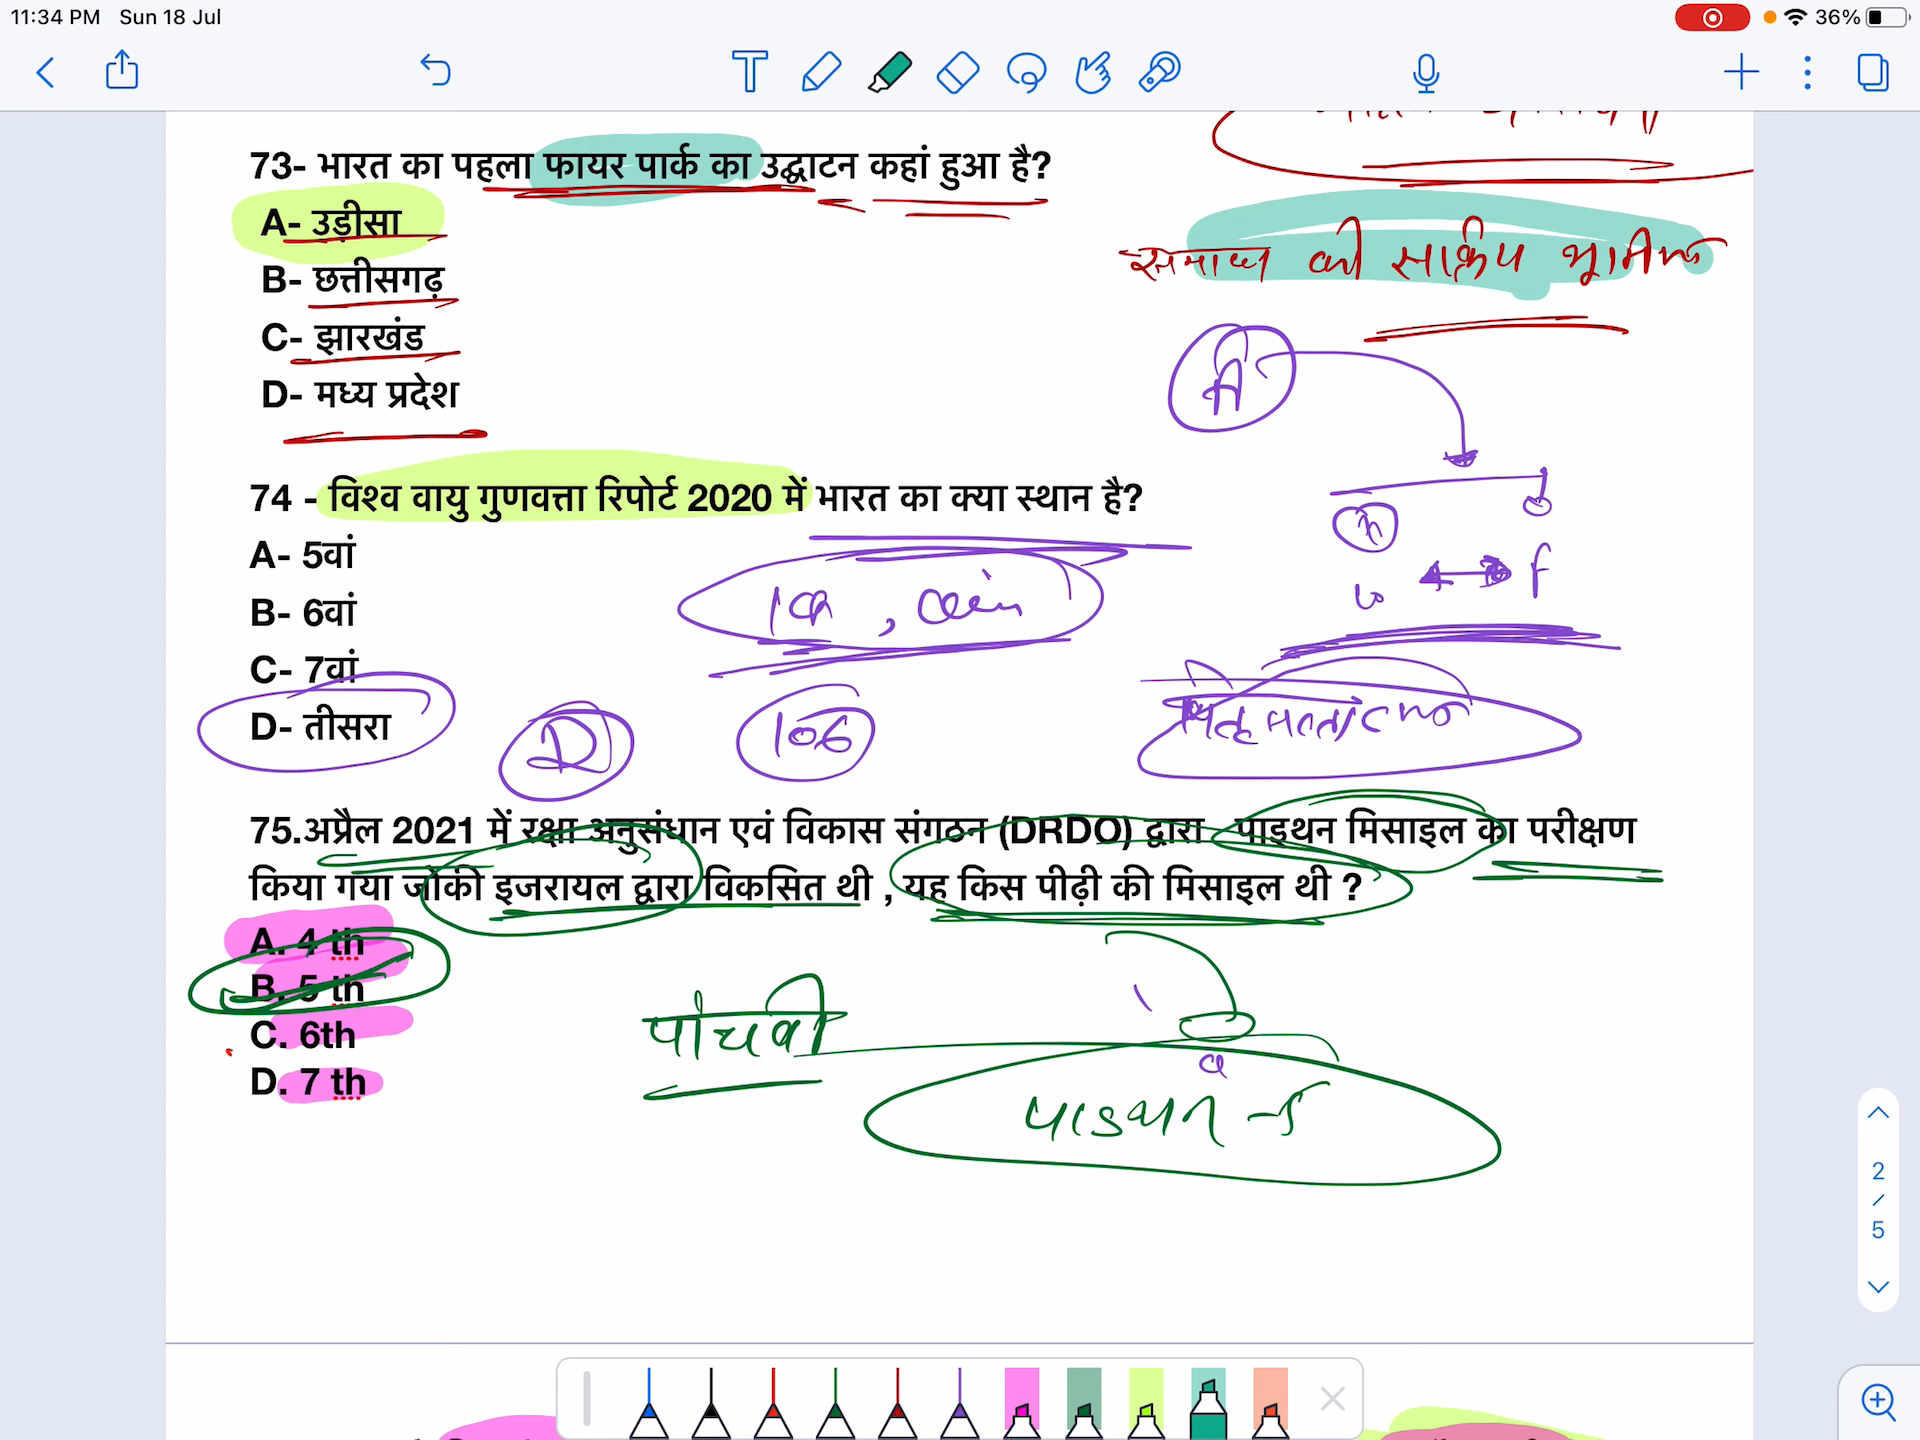 11:34 PM Sun 18 Jul
36%
T
73- भारत का पहला फायर पार्क का उद्घाटन कहां हुआ है?
A- उड़ीसा
B- छत्तीसगढ़
C- झारखंड
D- मध्य प्रदेश
की सक्रिय भूमिका
74 - विश्व वायु गुणवत्ता रिपोर्ट 2020 में भारत का क्या स्थान है?
A- 5वां
B- 6वां
C- 7वां
D- तीसरा
D
106
75.अप्रैल 2021 में रक्षा अनुसंधान एवं विकास संगठन (DRDO) द्वारा पाइथन मिसाइल का परीक्षण
किया गया जोकी इजरायल द्वारा विकसित थी , यह किस पीढ़ी की मिसाइल थी ?
A. 4 th
B. 5 th
C. 6th
D. 7 th
पांचवी
पाइथन -5
2
/
5